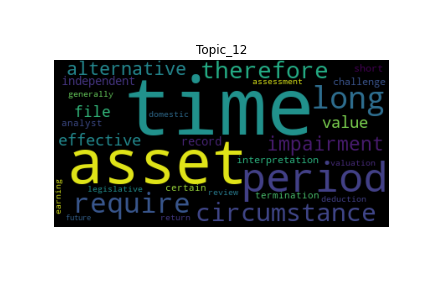 Topic_12
alternative therefore short
independent assessment challenge
generally time long
file domestic value
analyst
effective record impairment
asset interpretation valuation
period
legislative certain review termination deduction
earning require circumstance
future return